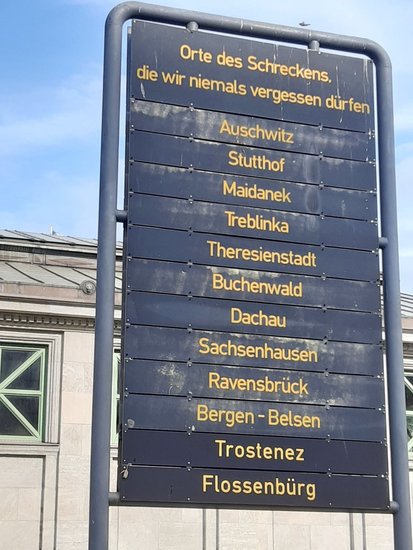 Orte des Schreckens,
die wir niemals vergessen dürfen
Auschwitz
Stutthof
Maidanek
Treblinka
Theresienstadt
Buchenwald
Dachau
Sachsenhausen
Ravensbrück
Bergen - Belsen
Trostenez
Flossenbürg